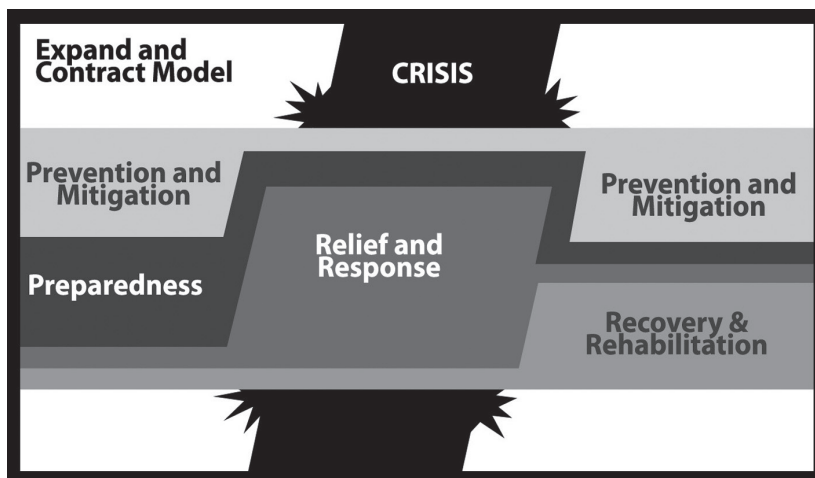 Expand and
Contract Model
CRISIS
Prevention and
Mitigation
Prevention and
Mitigation
Relief and
Response
Preparedness
Recovery &
Rehabilitation